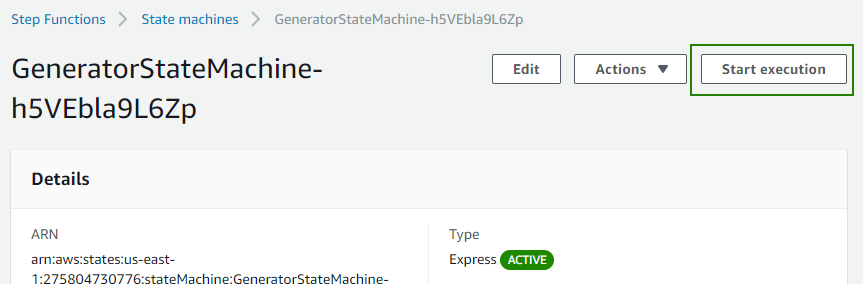 Step Functions > State machines > GeneratorStateMachine-h5VEbla9L6Zp
GeneratorStateMachine-
h5VEbla9L6Zp
Edit
Actions ▼
Start execution
Details
ARN
arn:aws:states:us-east-
1:275804730776:stateMachine:GeneratorStateMachine-
Type
Express ACTIVE